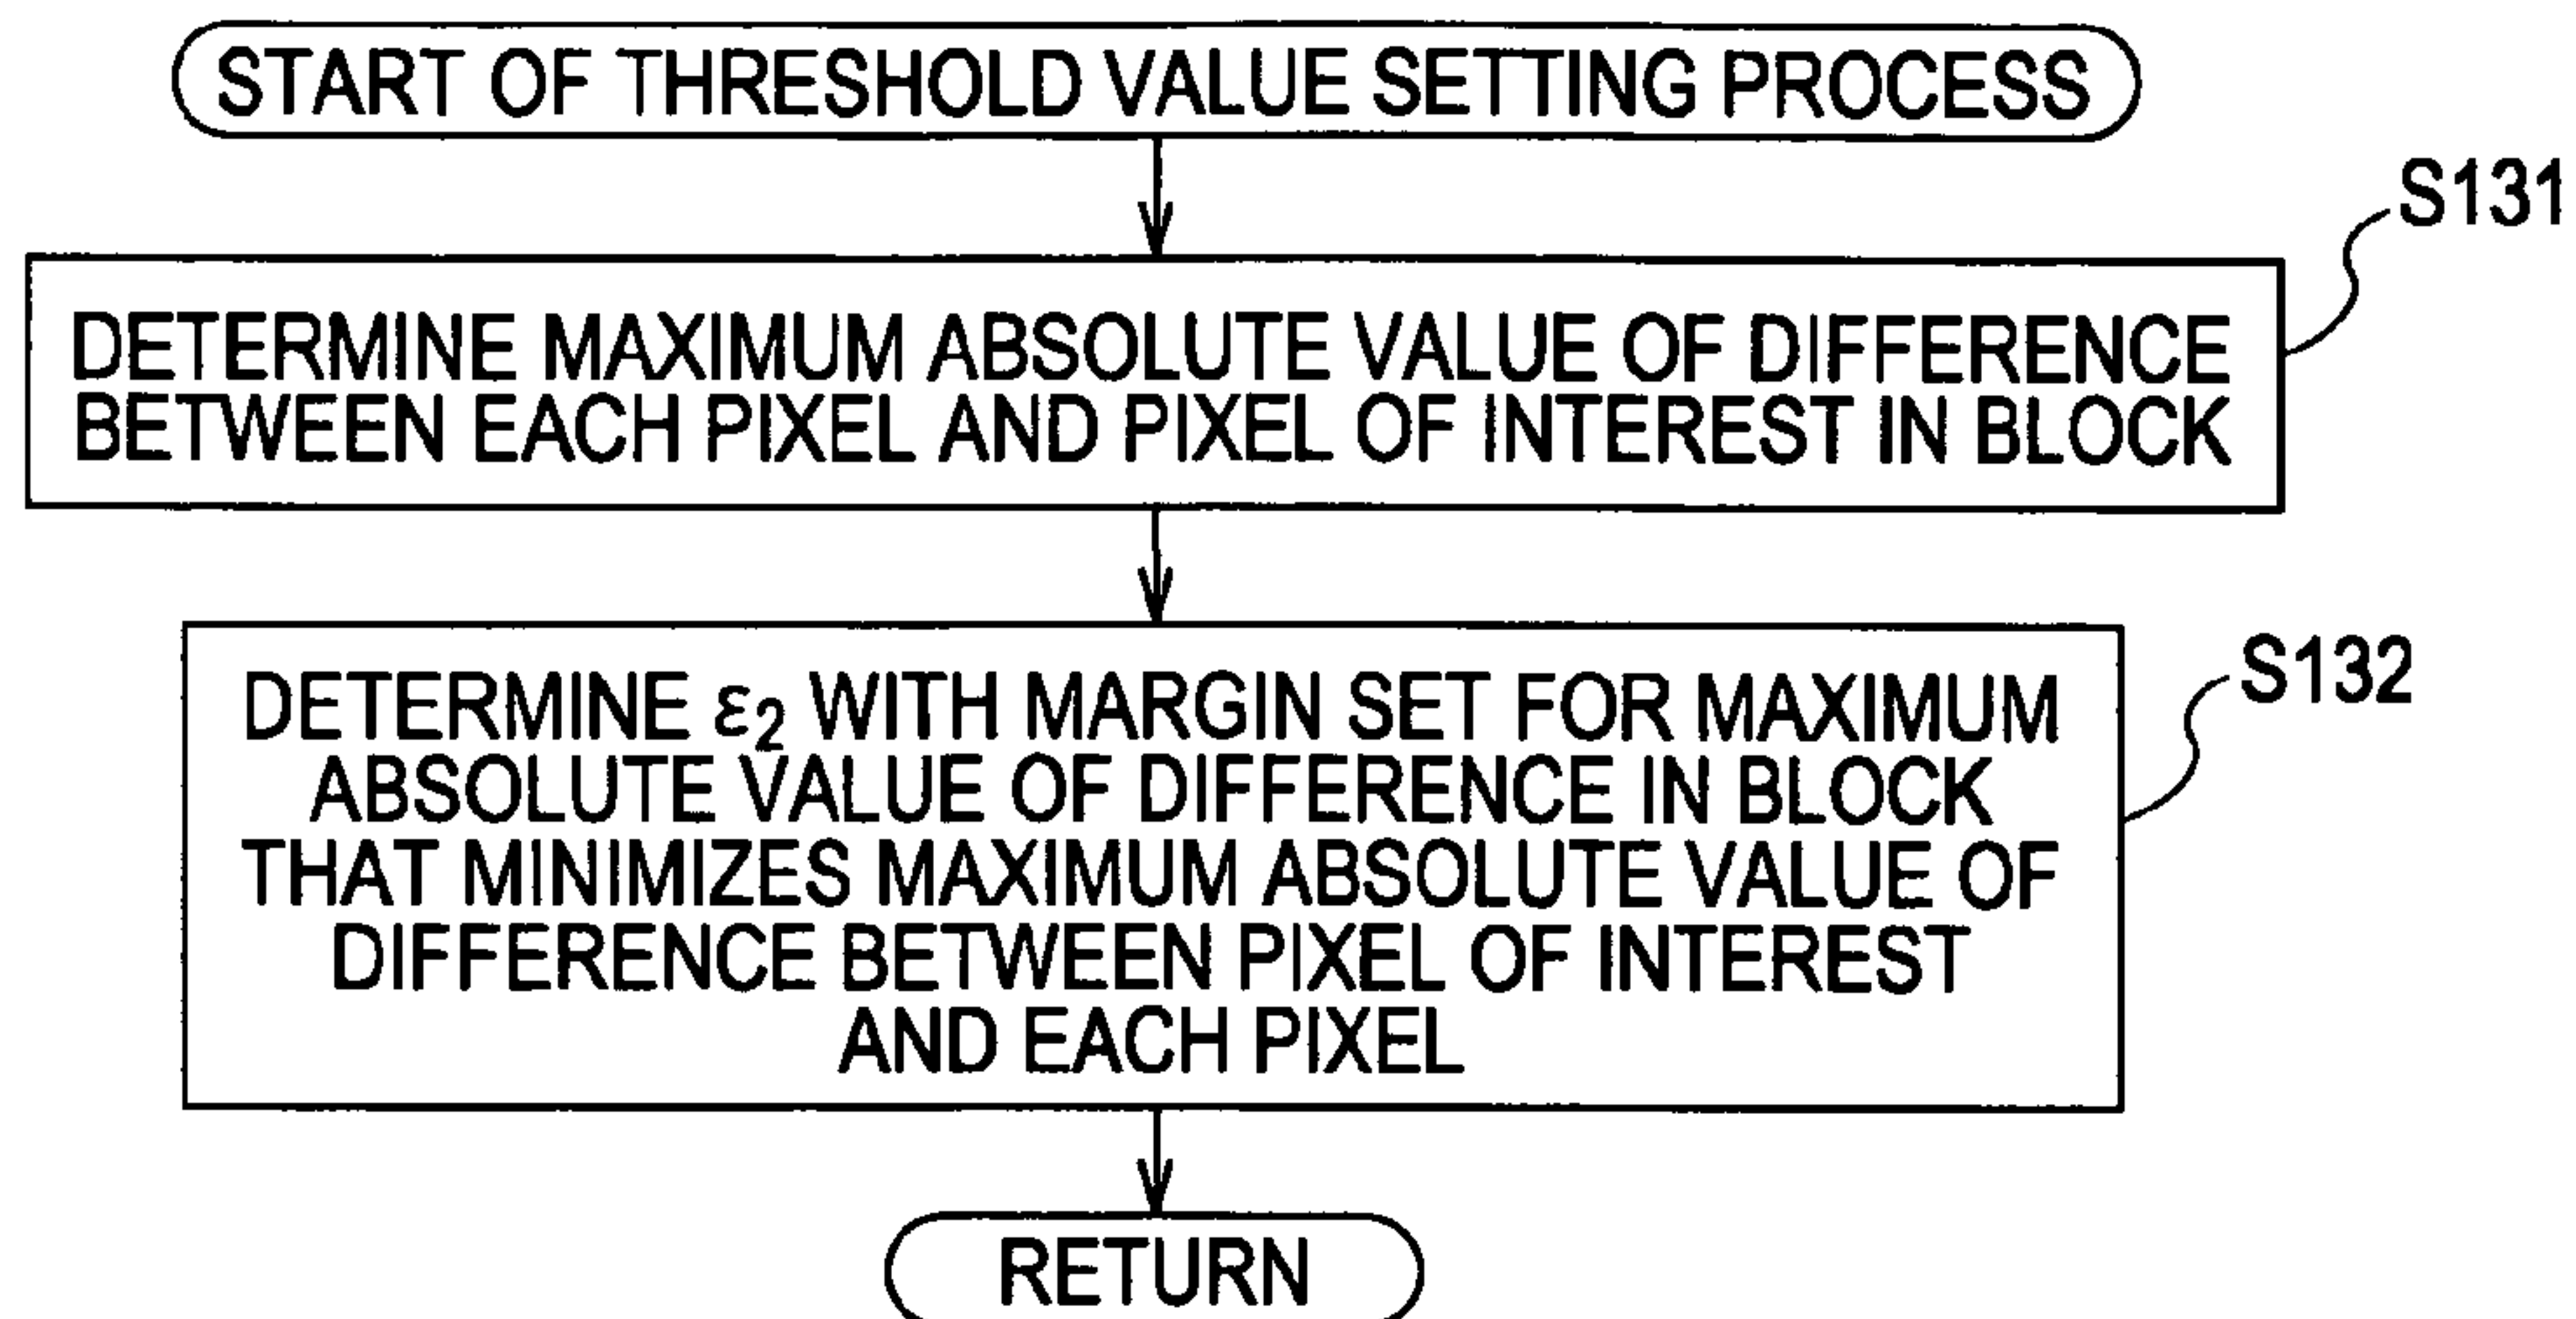 START OF THRESHOLD VALUE SETTING PROCESS
S131
DETERMINE MAXIMUM ABSOLUTE VALUE OF DIFFERENCE
BETWEEN EACH PIXEL AND PIXEL OF INTEREST IN BLOCK
S132
DETERMINE ε₂ WITH MARGIN SET FOR MAXIMUM
ABSOLUTE VALUE OF DIFFERENCE IN BLOCK
THAT MINIMIZES MAXIMUM ABSOLUTE VALUE OF
DIFFERENCE BETWEEN PIXEL OF INTEREST
AND EACH PIXEL
RETURN